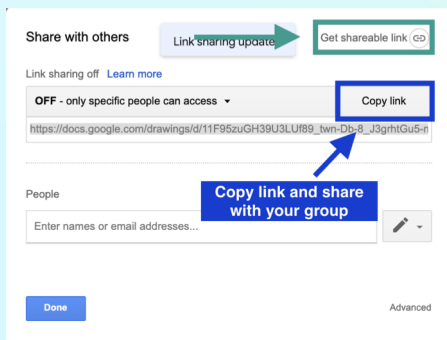 Share with others
Link sharing update
Get shareable link
Link sharing off Learn more
OFF - only specific people can access
Copy link
https://docs.google.com/drawings/d/11F95zuGH39U3LUf89_twn-Db-8_J3grhtGu5-n
Copy link and share
with your group
People
Enter names or email addresses...
Done
Advanced